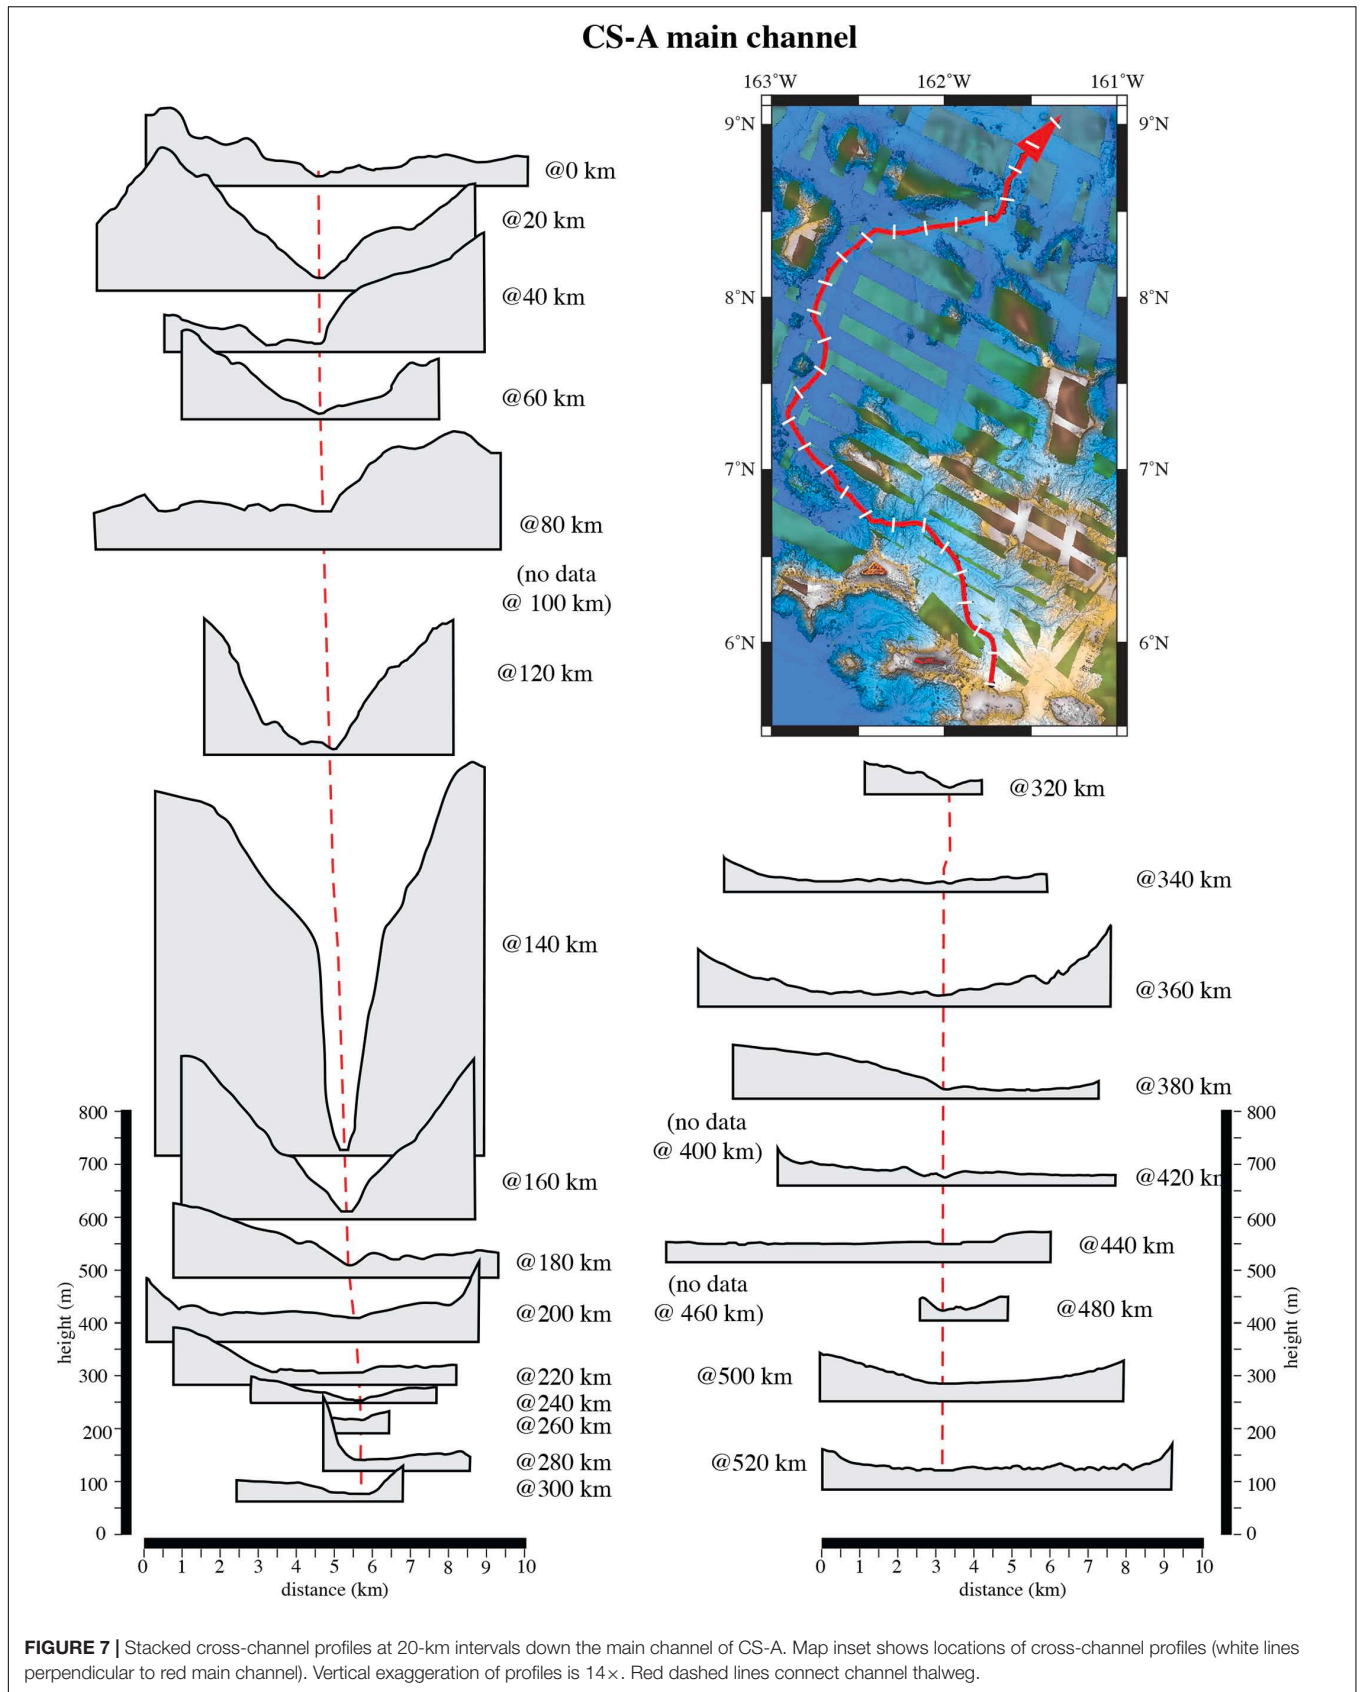 CS-A main channel
163°W 162°W 161°W
9°N 9°N
8°N 8°N
7°N 7°N
6°N 6°N
@0 km
@20 km
@40 km
@60 km
@80 km
(no data
@ 100 km)
@120 km
@140 km
@160 km
@180 km
@200 km
@220 km
@240 km
@260 km
@280 km
@300 km
800
700
600
500
400
300
200
100
0
height (m)
0 1 2 3 4 5 6 7 8 9 10
distance (km)
@320 km
@340 km
@360 km
@380 km
(no data
@ 400 km)
@420 km
@440 km
(no data
@ 460 km)
@480 km
@500 km
@520 km
800
700
600
500
400
300
200
100
0
height (m)
0 1 2 3 4 5 6 7 8 9 10
distance (km)
FIGURE 7 | Stacked cross-channel profiles at 20-km intervals down the main channel of CS-A. Map inset shows locations of cross-channel profiles (white lines
perpendicular to red main channel). Vertical exaggeration of profiles is 14×. Red dashed lines connect channel thalweg.